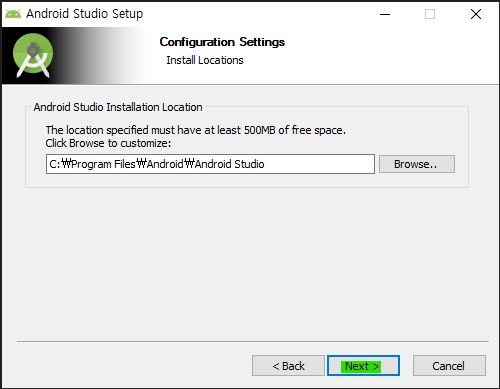 Android Studio Setup
Configuration Settings
Install Locations
Android Studio Installation Location
The location specified must have at least 500MB of free space.
Click Browse to customize:
C:₩Program Files₩Android₩Android Studio
Browse..
< Back
Next >
Cancel